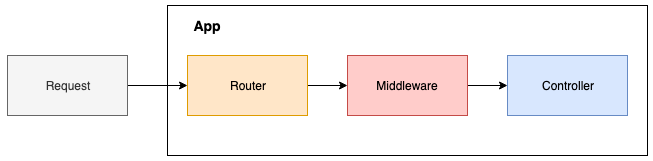 App
Request
Router
Middleware
Controller